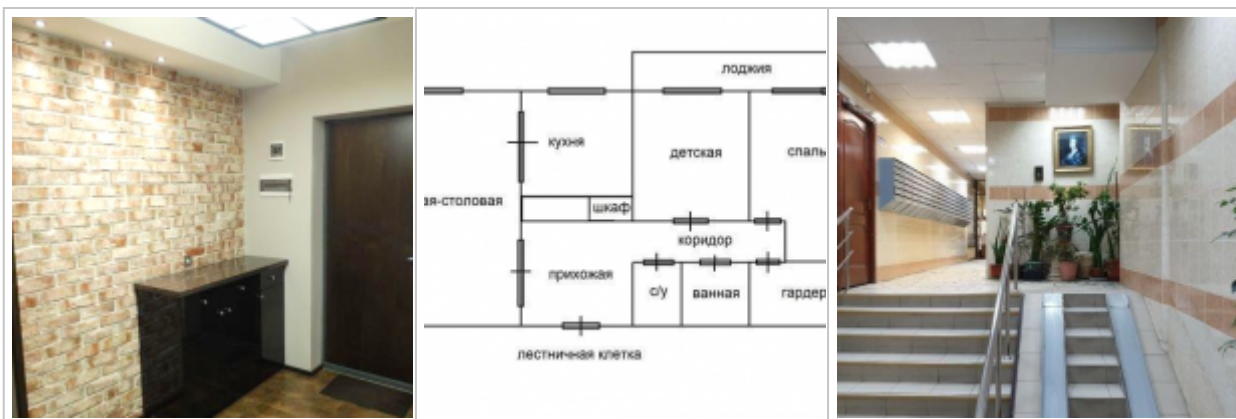 лоджия
кухня
детская
спаль
ая-столовая
шкаф
коридор
прихожая
с/у
ванная
гардер
лестничная клетка